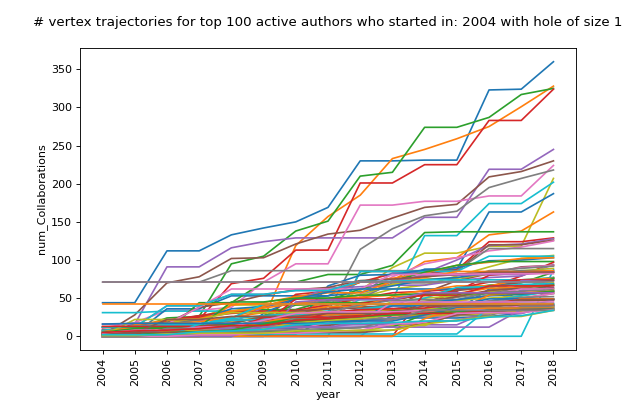 # vertex trajectories for top 100 active authors who started in: 2004 with hole of size 1
350
300
250
200
150
100
50
0
num_Collaborations
2004 2005 2006 2007 2008 2009 2010 2011 2012 2013 2014 2015 2016 2017 2018
year